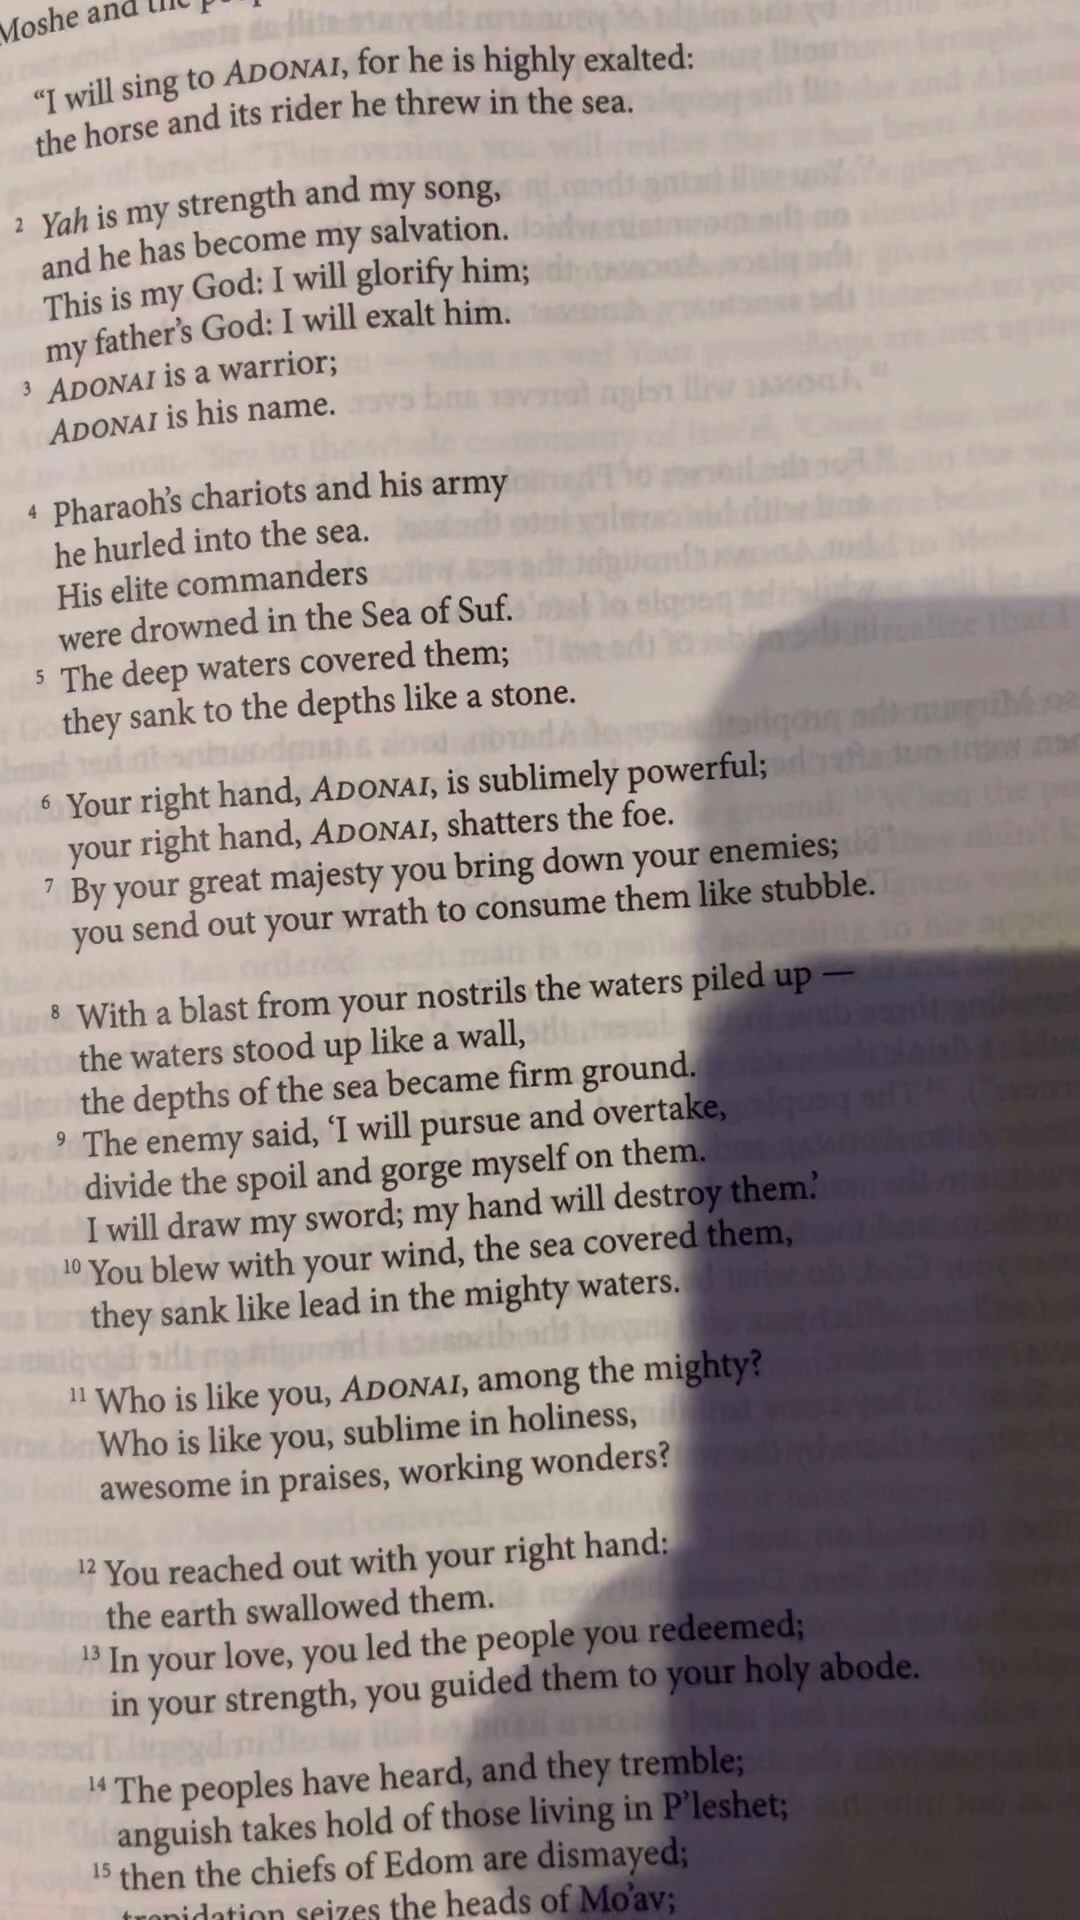 Moshe and the
“I will sing to ADONAI, for he is highly exalted:
the horse and its rider he threw in the sea.
2 Yah is my strength and my song,
and he has become my salvation.
This is my God: I will glorify him;
my father’s God: I will exalt him.
3 ADONAI is a warrior;
ADONAI is his name.
4 Pharaoh’s chariots and his army
he hurled into the sea.
His elite commanders
were drowned in the Sea of Suf.
5 The deep waters covered them;
they sank to the depths like a stone.
6 Your right hand, ADONAI, is sublimely powerful;
your right hand, ADONAI, shatters the foe.
7 By your great majesty you bring down your enemies;
you send out your wrath to consume them like stubble.
8 With a blast from your nostrils the waters piled up —
the waters stood up like a wall,
the depths of the sea became firm ground.
9 The enemy said, ‘I will pursue and overtake,
divide the spoil and gorge myself on them.
I will draw my sword; my hand will destroy them.’
10 You blew with your wind, the sea covered them,
they sank like lead in the mighty waters.
11 Who is like you, ADONAI, among the mighty?
Who is like you, sublime in holiness,
awesome in praises, working wonders?
12 You reached out with your right hand:
the earth swallowed them.
13 In your love, you led the people you redeemed;
in your strength, you guided them to your holy abode.
14 The peoples have heard, and they tremble;
anguish takes hold of those living in P’leshet;
15 then the chiefs of Edom are dismayed;
trepidation seizes the heads of Mo’av;